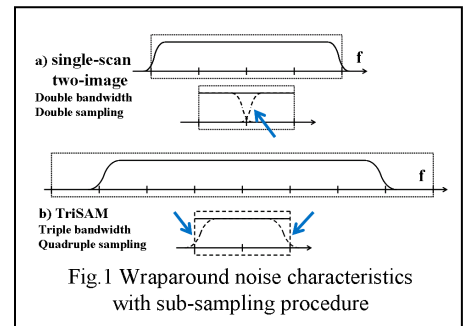 a) single-scan
two-image
Double bandwidth
Double sampling
f
f
b) TriSAM
Triple bandwidth
Quadruple sampling
Fig.1 Wraparound noise characteristics
with sub-sampling procedure